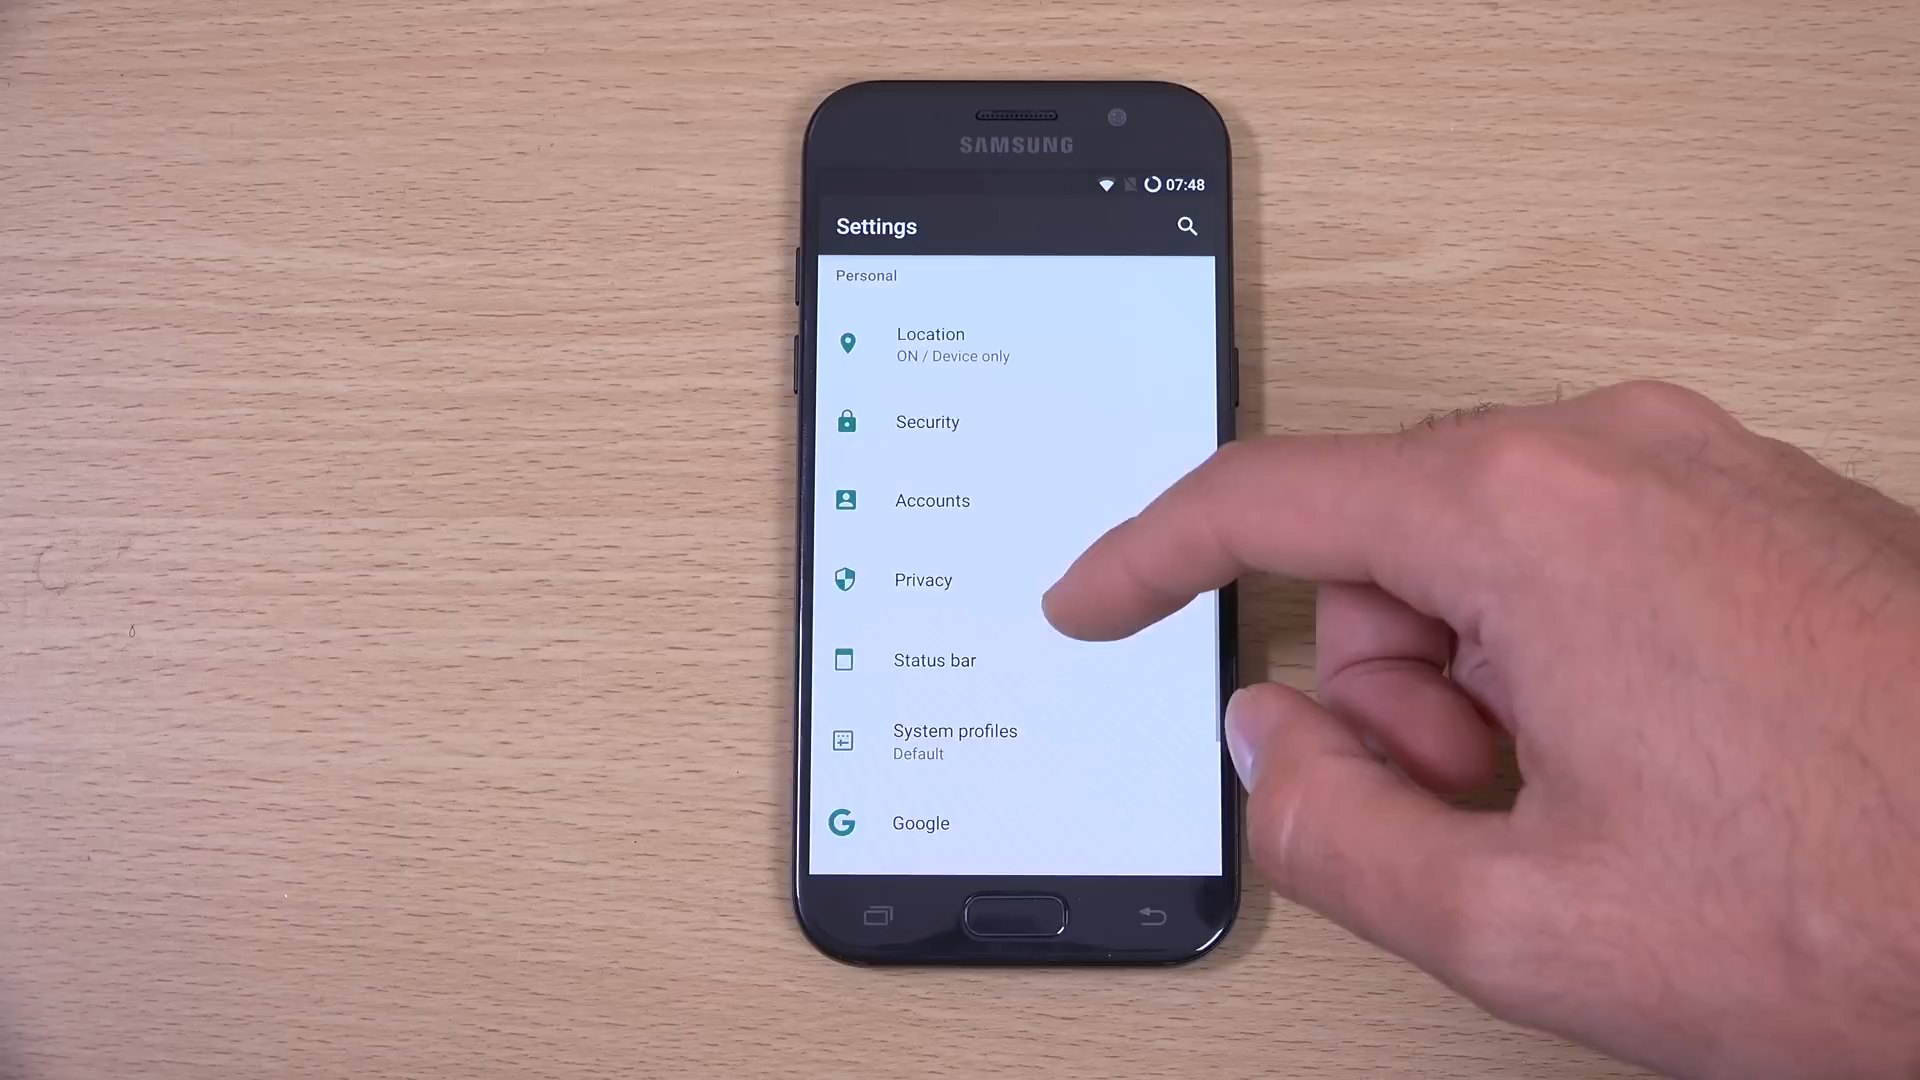 SAMSUNG
07:48
Settings
Personal
Location
ON / Device only
Security
Accounts
Privacy
Status bar
System profiles
Default
Google